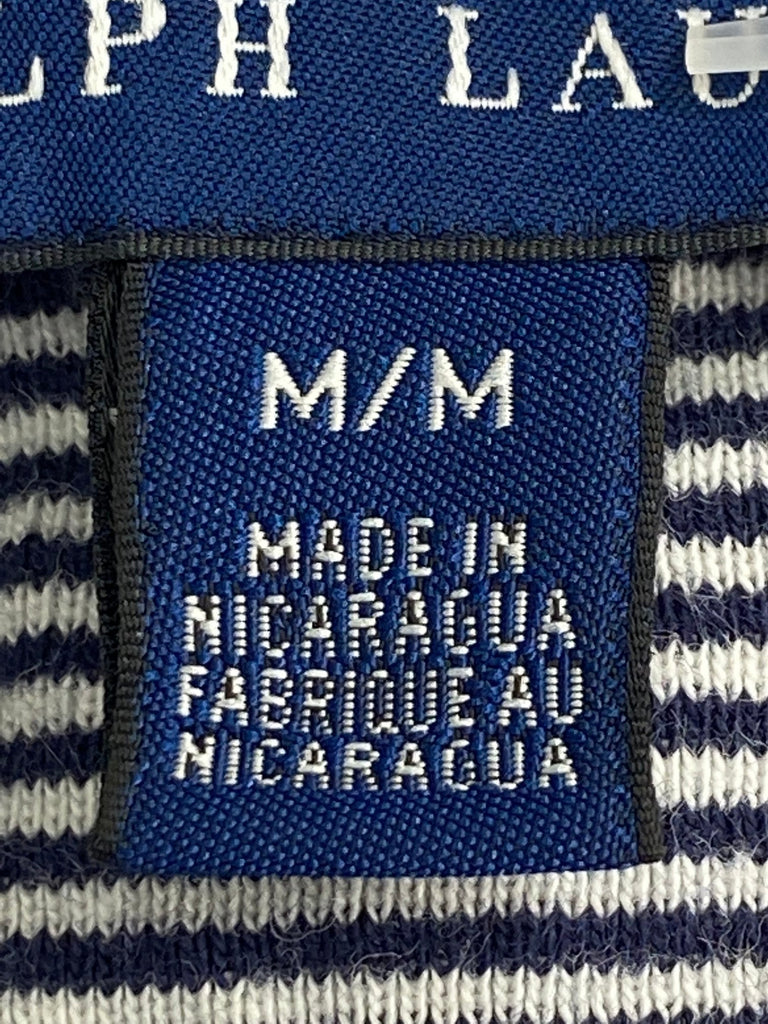 LPH LAU
M/M
MADE IN
NICARAGUA
FABRIQUE AU
NICARAGUA